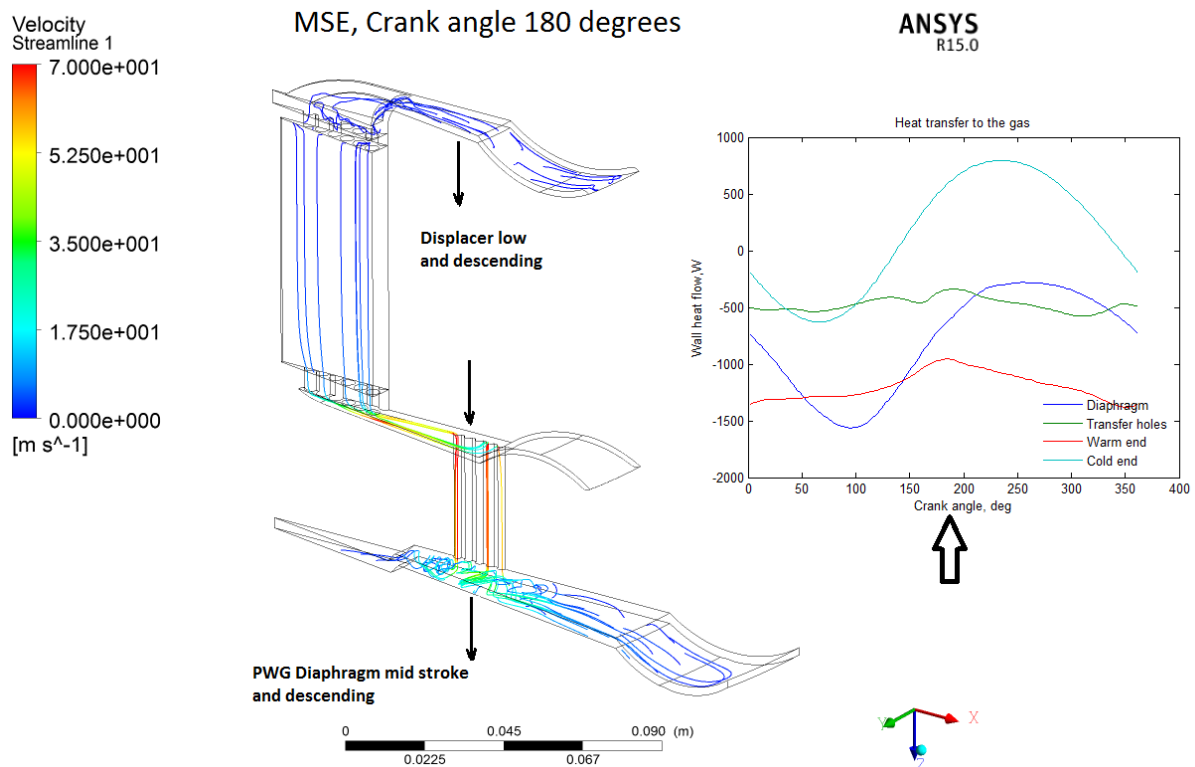 MSE, Crank angle 180 degrees
ANSYS
R15.0
Velocity
Streamline 1
7.000e+001
5.250e+001
3.500e+001
1.750e+001
0.000e+000
[m s^-1]
Displacer low
and descending
PWG Diaphragm mid stroke
and descending
0 0.045 0.090 (m)
0.0225 0.067
Heat transfer to the gas
Wall heat flow,W
1000
500
0
-500
-1000
-1500
-2000
Diaphragm
Transfer holes
Warm end
Cold end
0 50 100 150 200 250 300 350 400
Crank angle, deg
Y X
Z